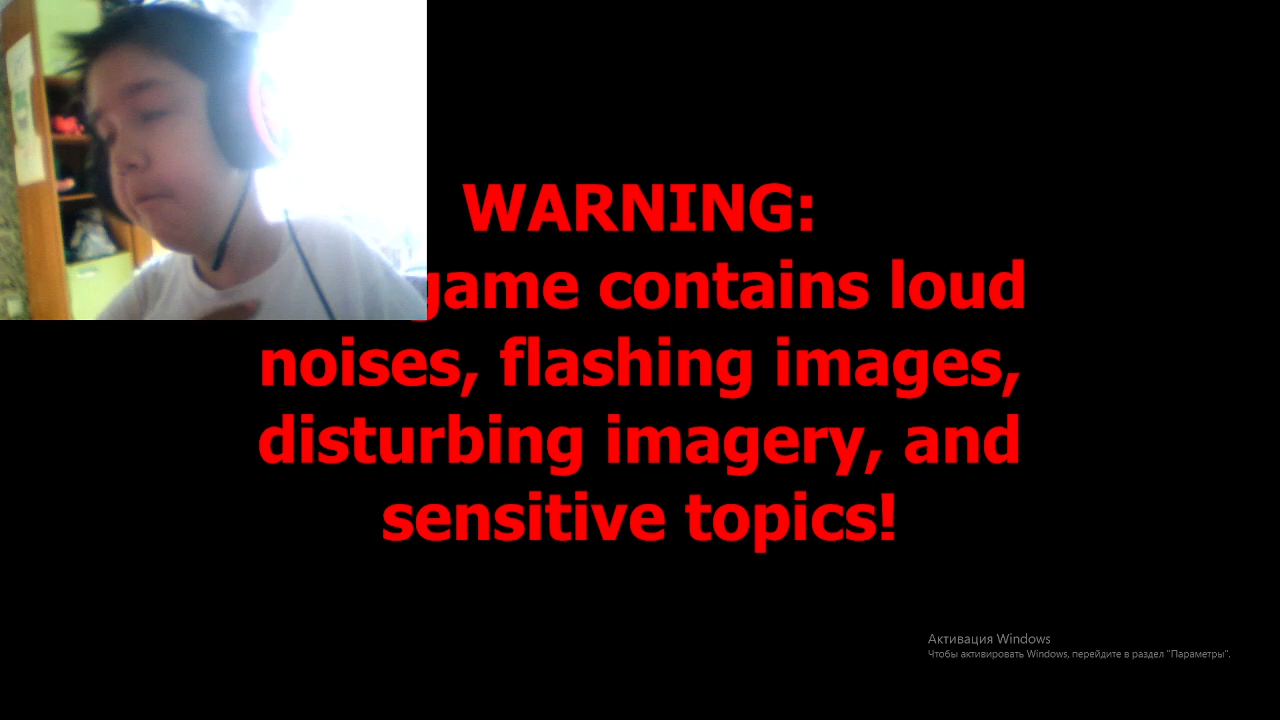 WARNING:
game contains loud
noises, flashing images,
disturbing imagery, and
sensitive topics!
Активация Windows
Чтобы активировать Windows, перейдите в раздел "Параметры".